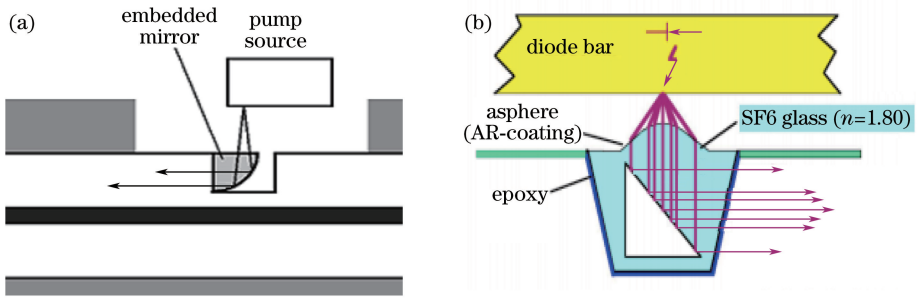 (a)
embedded
mirror
pump
source
(b)
diode bar
asphere
(AR-coating)
SF6 glass (n=1.80)
epoxy